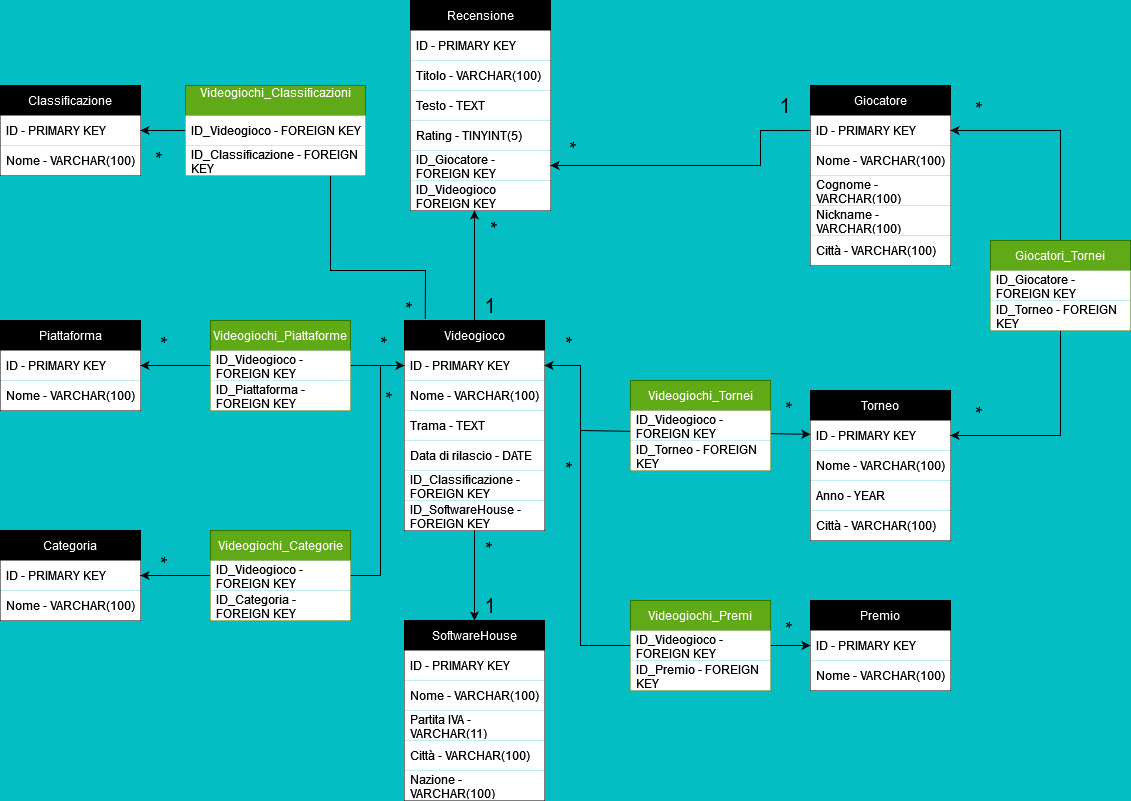 Recensione
ID - PRIMARY KEY
Titolo - VARCHAR(100)
Testo - TEXT
Rating - TINYINT(5)
ID_Giocatore -
FOREIGN KEY
ID_Videogioco
FOREIGN KEY
*
*
1
Classificazione
ID - PRIMARY KEY
Nome - VARCHAR(100)
*
Videogiochi_Classificazioni
ID_Videogioco - FOREIGN KEY
ID_Classificazione - FOREIGN
KEY
*
1
Giocatore
ID - PRIMARY KEY
Nome - VARCHAR(100)
Cognome -
VARCHAR(100)
Nickname -
VARCHAR(100)
Città - VARCHAR(100)
*
Giocatori_Tornei
ID_Giocatore -
FOREIGN KEY
ID_Torneo - FOREIGN
KEY
*
Piattaforma
ID - PRIMARY KEY
Nome - VARCHAR(100)
*
Videogiochi_Piattaforme
ID_Videogioco -
FOREIGN KEY
ID_Piattaforma -
FOREIGN KEY
*
*
Videogioco
ID - PRIMARY KEY
Nome - VARCHAR(100)
Trama - TEXT
Data di rilascio - DATE
ID_Classificazione -
FOREIGN KEY
ID_SoftwareHouse -
FOREIGN KEY
*
*
Videogiochi_Tornei
ID_Videogioco -
FOREIGN KEY
ID_Torneo - FOREIGN
KEY
*
Torneo
ID - PRIMARY KEY
Nome - VARCHAR(100)
Anno - YEAR
Città - VARCHAR(100)
Categoria
ID - PRIMARY KEY
Nome - VARCHAR(100)
*
Videogiochi_Categorie
ID_Videogioco -
FOREIGN KEY
ID_Categoria -
FOREIGN KEY
*
1
SoftwareHouse
ID - PRIMARY KEY
Nome - VARCHAR(100)
Partita IVA -
VARCHAR(11)
Città - VARCHAR(100)
Nazione -
VARCHAR(100)
Videogiochi_Premi
ID_Videogioco -
FOREIGN KEY
ID_Premio - FOREIGN
KEY
*
Premio
ID - PRIMARY KEY
Nome - VARCHAR(100)